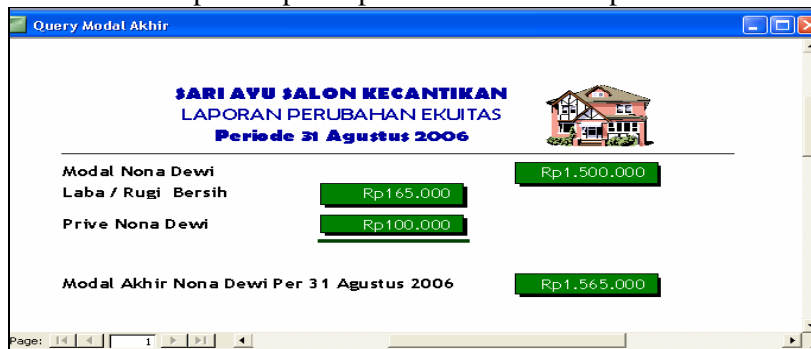 Query Modal Akhir
SARI AYU SALON KECANTIKAN
LAPORAN PERUBAHAN EKUITAS
Periode 31 Agustus 2006
Modal Nona Dewi Rp1.500.000
Laba / Rugi Bersih Rp165.000
Prive Nona Dewi Rp100.000
Modal Akhir Nona Dewi Per 31 Agustus 2006 Rp1.565.000
Page: 1